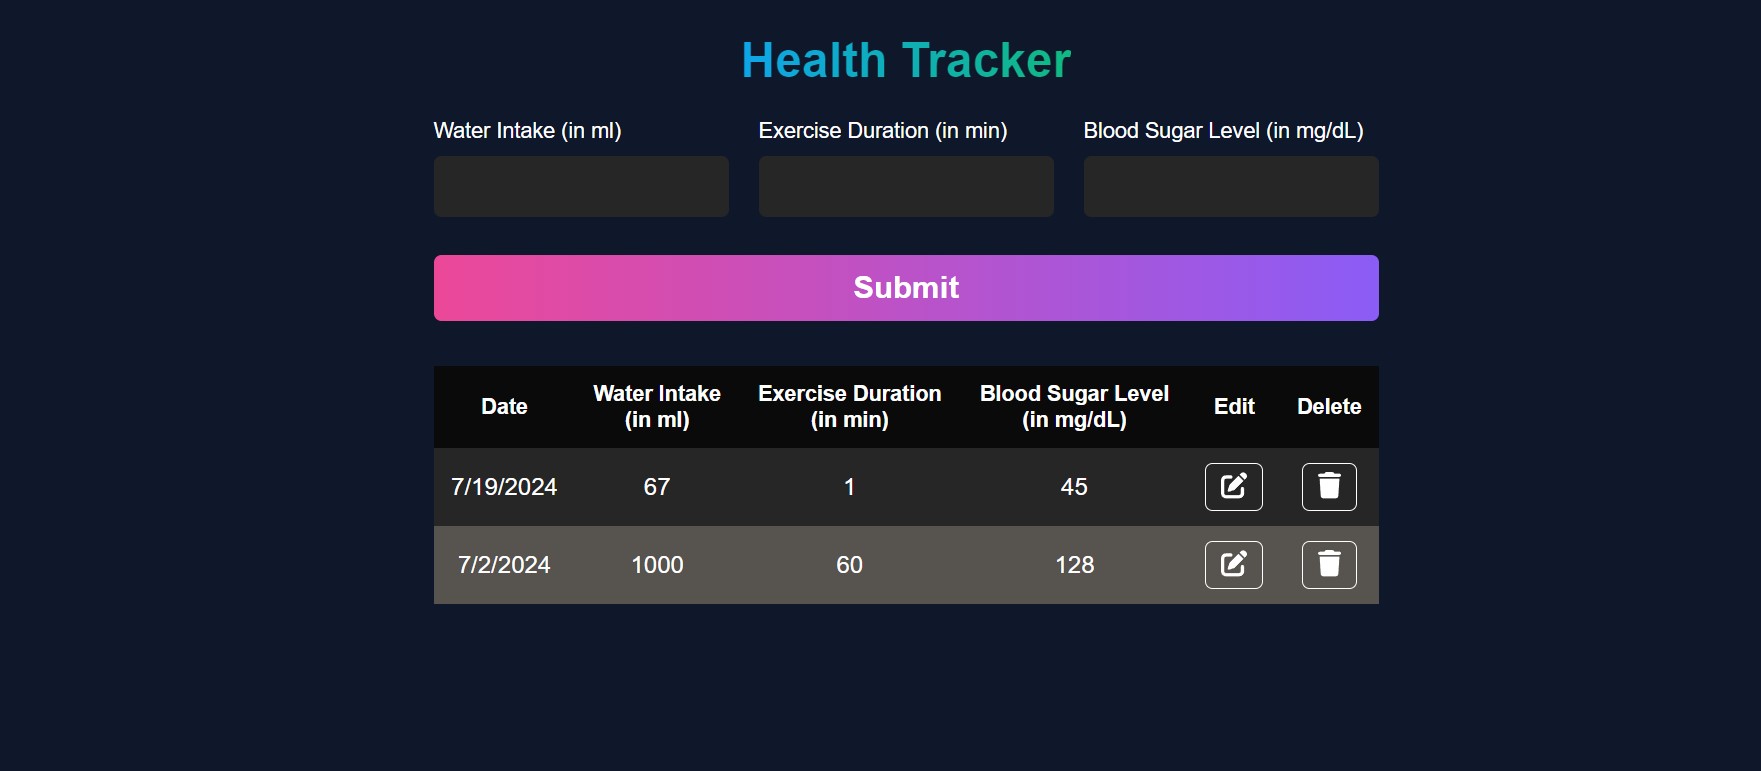 Health Tracker
Water Intake (in ml) Exercise Duration (in min) Blood Sugar Level (in mg/dL)
Submit
Date Water Intake (in ml) Exercise Duration (in min) Blood Sugar Level (in mg/dL) Edit Delete
7/19/2024 67 1 45
7/2/2024 1000 60 128